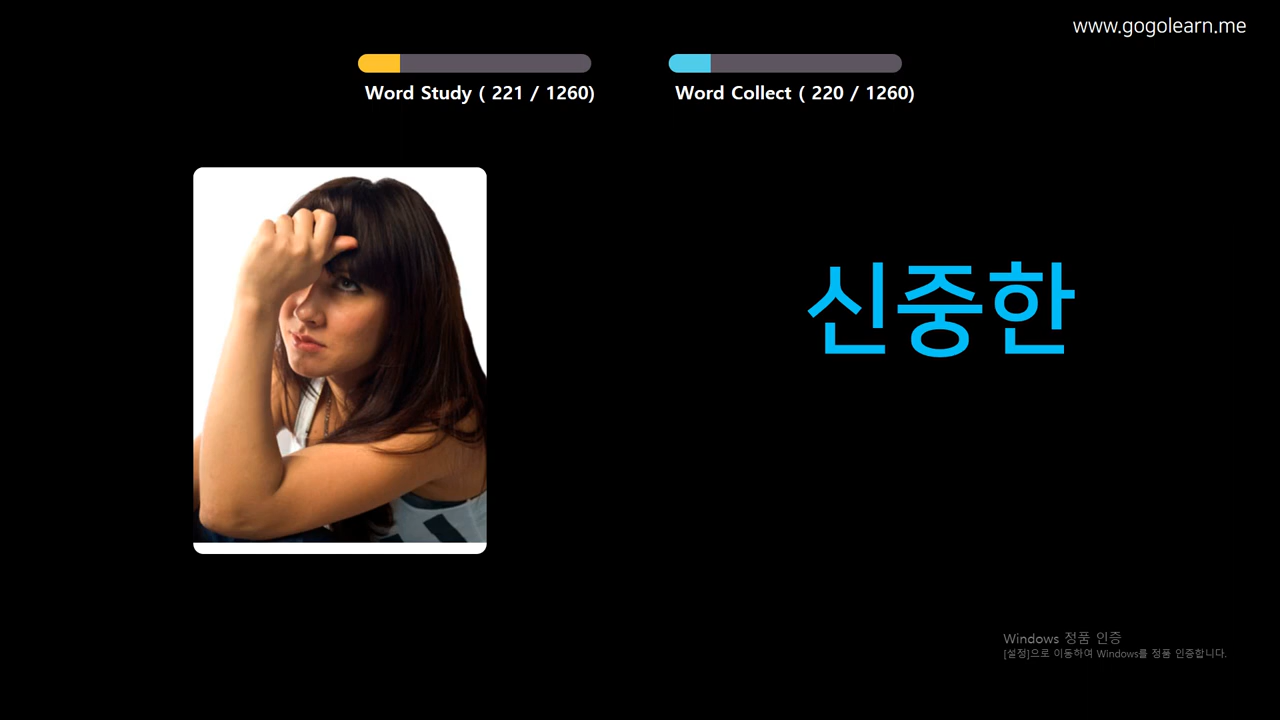 www.gogolearn.me
Word Study ( 221 / 1260)
Word Collect ( 220 / 1260)
신중한
Windows 정품 인증
[설정]으로 이동하여 Windows를 정품 인증합니다.